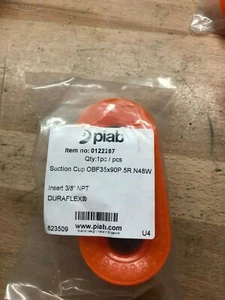 piab
Item no: 0122287
Qty:1pc / pcs
Suction Cup OBF35x90P.5R.N48W
Insert 3/8" NPT
DURAFLEX®
www.piab.com
823509
U4